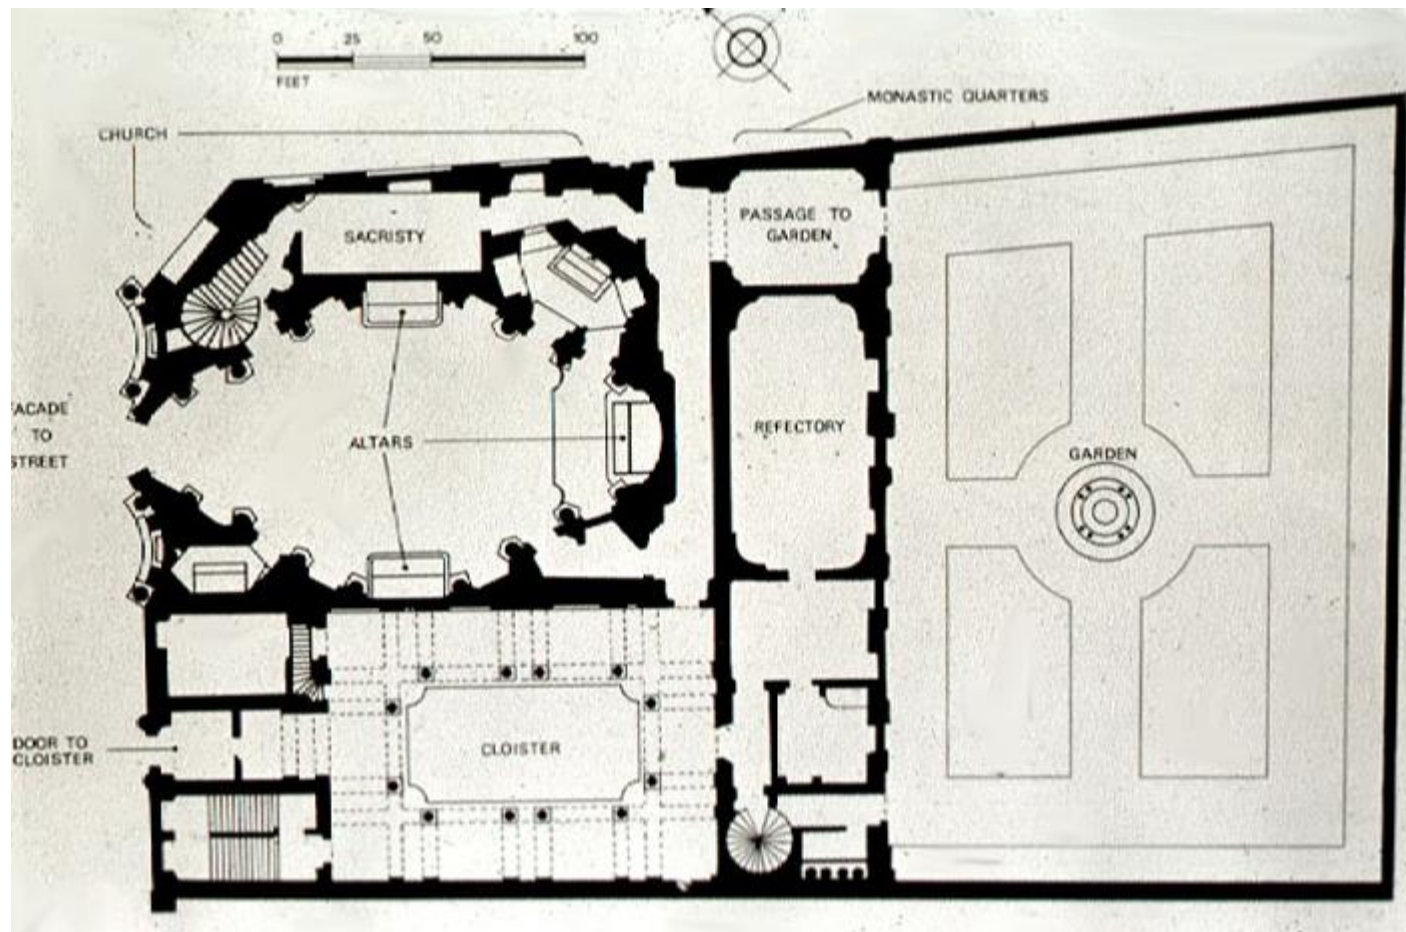 0 25 50 100
FEET
MONASTIC QUARTERS
CHURCH
PASSAGE TO
GARDEN
SACRISTY
ACADE
TO
STREET
ALTARS
REFECTORY
GARDEN
DOOR TO
CLOISTER
CLOISTER